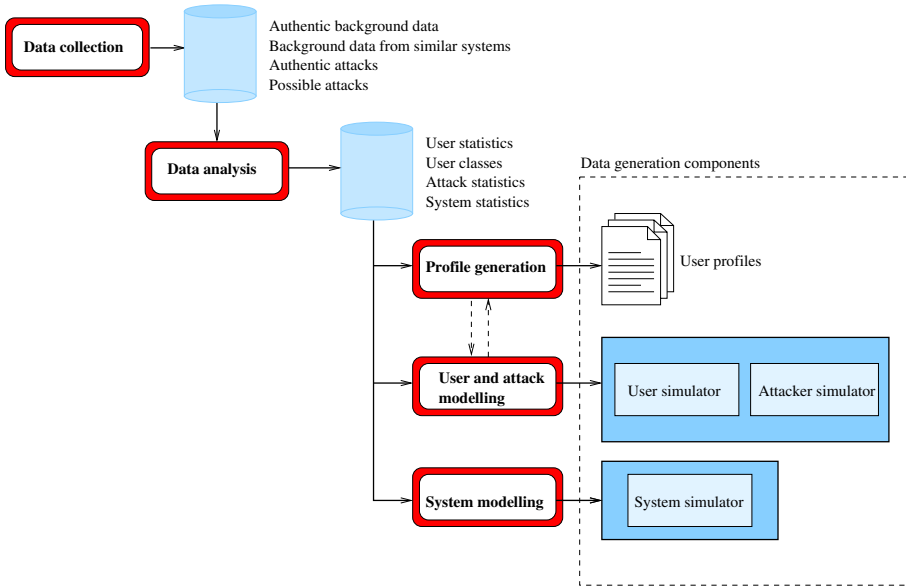 Data collection
Authentic background data
Background data from similar systems
Authentic attacks
Possible attacks
Data analysis
User statistics
User classes
Attack statistics
System statistics
Data generation components
Profile generation
User profiles
User and attack
modelling
User simulator
Attacker simulator
System modelling
System simulator